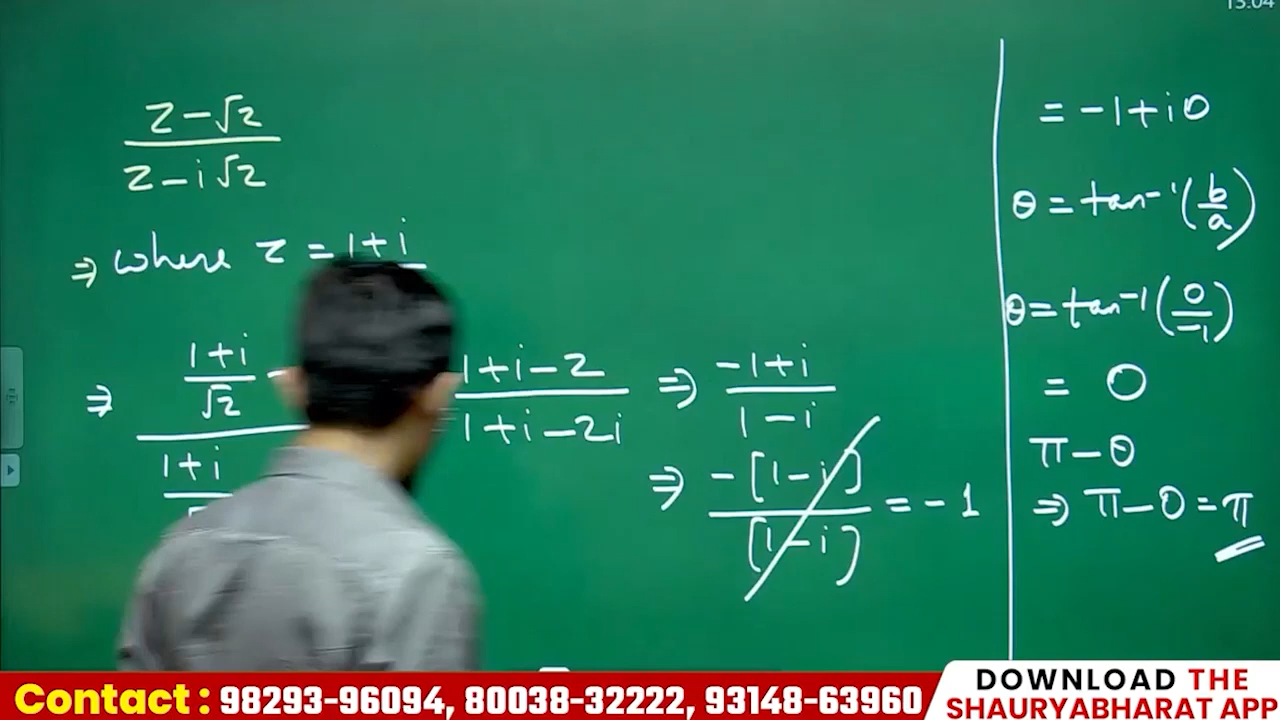 13:04
z-√2
z-i√2
⇒ where z = 1+i
⇒ 1+i
√2
1+i
1+i-2
1+i-2i
⇒ -1+i
1-i
⇒ -[1-i]
[1-i]
= -1
= -1+i0
θ = tan⁻¹(b/a)
θ = tan⁻¹(0/-1)
= 0
π-θ
⇒ π-0=π
Contact : 98293-96094, 80038-32222, 93148-63960
DOWNLOAD THE
SHAURYABHARAT APP